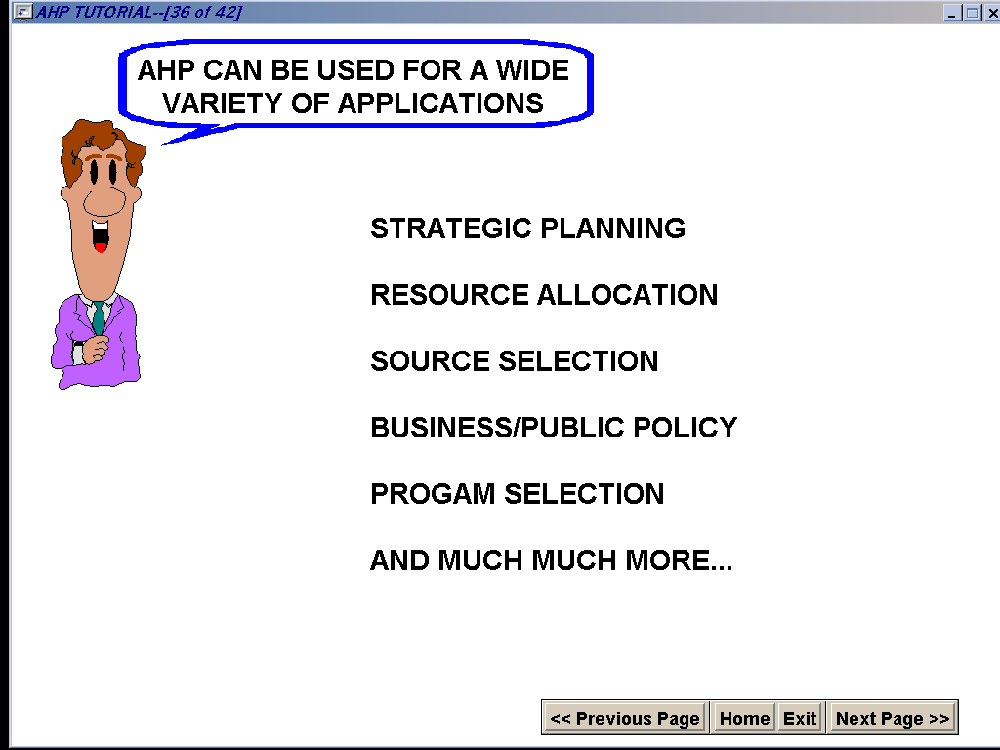 AHP TUTORIAL--[36 of 42]
AHP CAN BE USED FOR A WIDE
VARIETY OF APPLICATIONS
STRATEGIC PLANNING
RESOURCE ALLOCATION
SOURCE SELECTION
BUSINESS/PUBLIC POLICY
PROGAM SELECTION
AND MUCH MUCH MORE...
<< Previous Page Home Exit Next Page >>